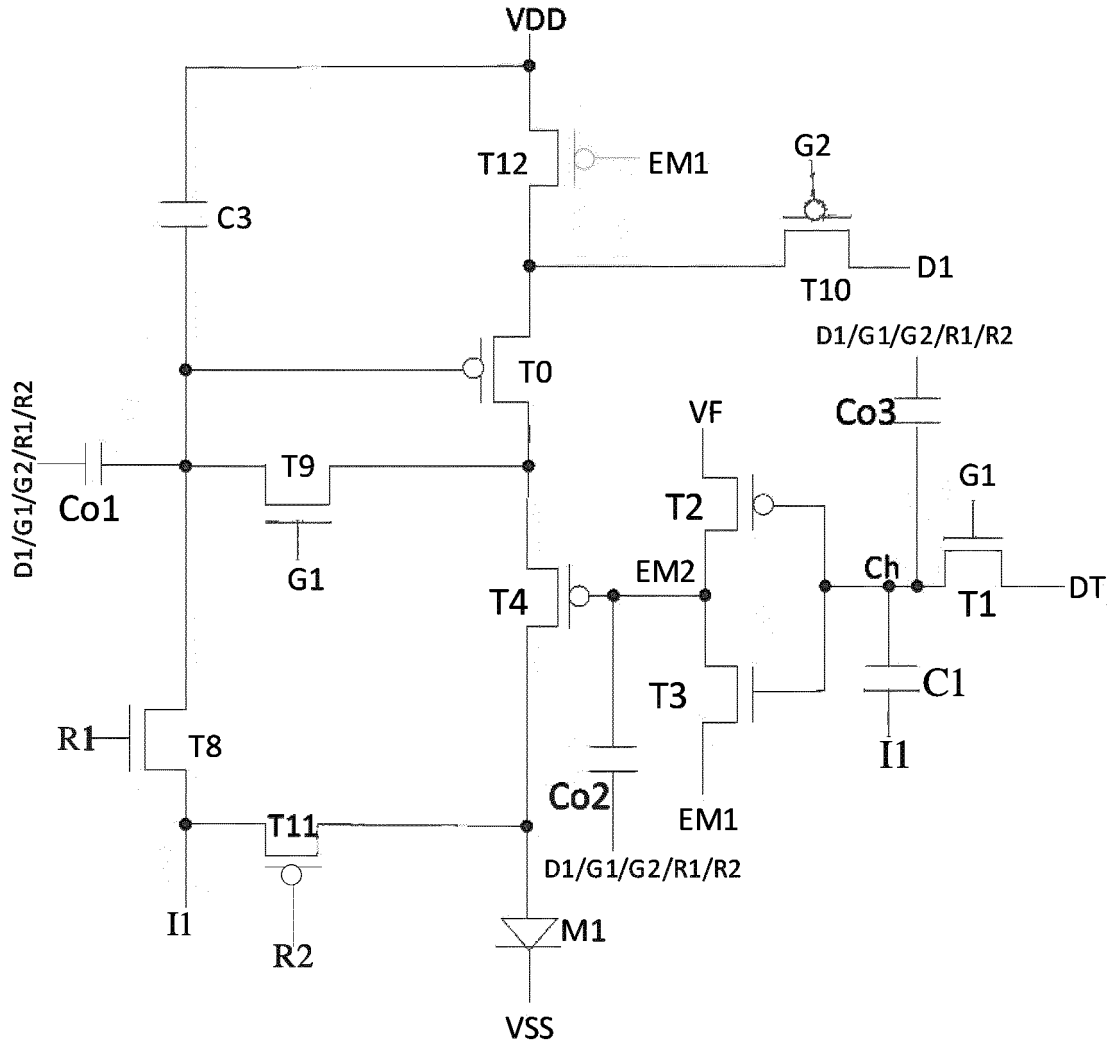 VDD
T12
EM1
G2
C3
D1
T10
D1/G1/G2/R1/R2
T0
VF
Co3
D1/G1/G2/R1/R2
Co1
T9
G1
T2
G1
EM2
Ch
T4
T1
DT
T3
C1
R1
T8
Co2
I1
EM1
T11
D1/G1/G2/R1/R2
I1
R2
M1
VSS